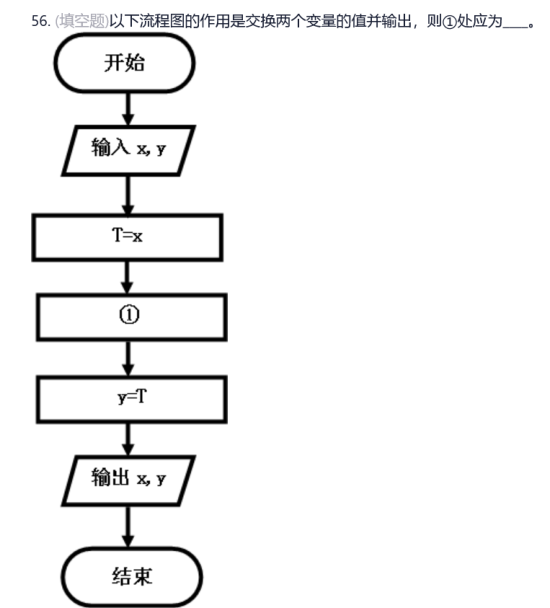 56. (填空题)以下流程图的作用是交换两个变量的值并输出，则①处应为___。
开始
输入 x, y
T=x
①
y=T
输出 x, y
结束